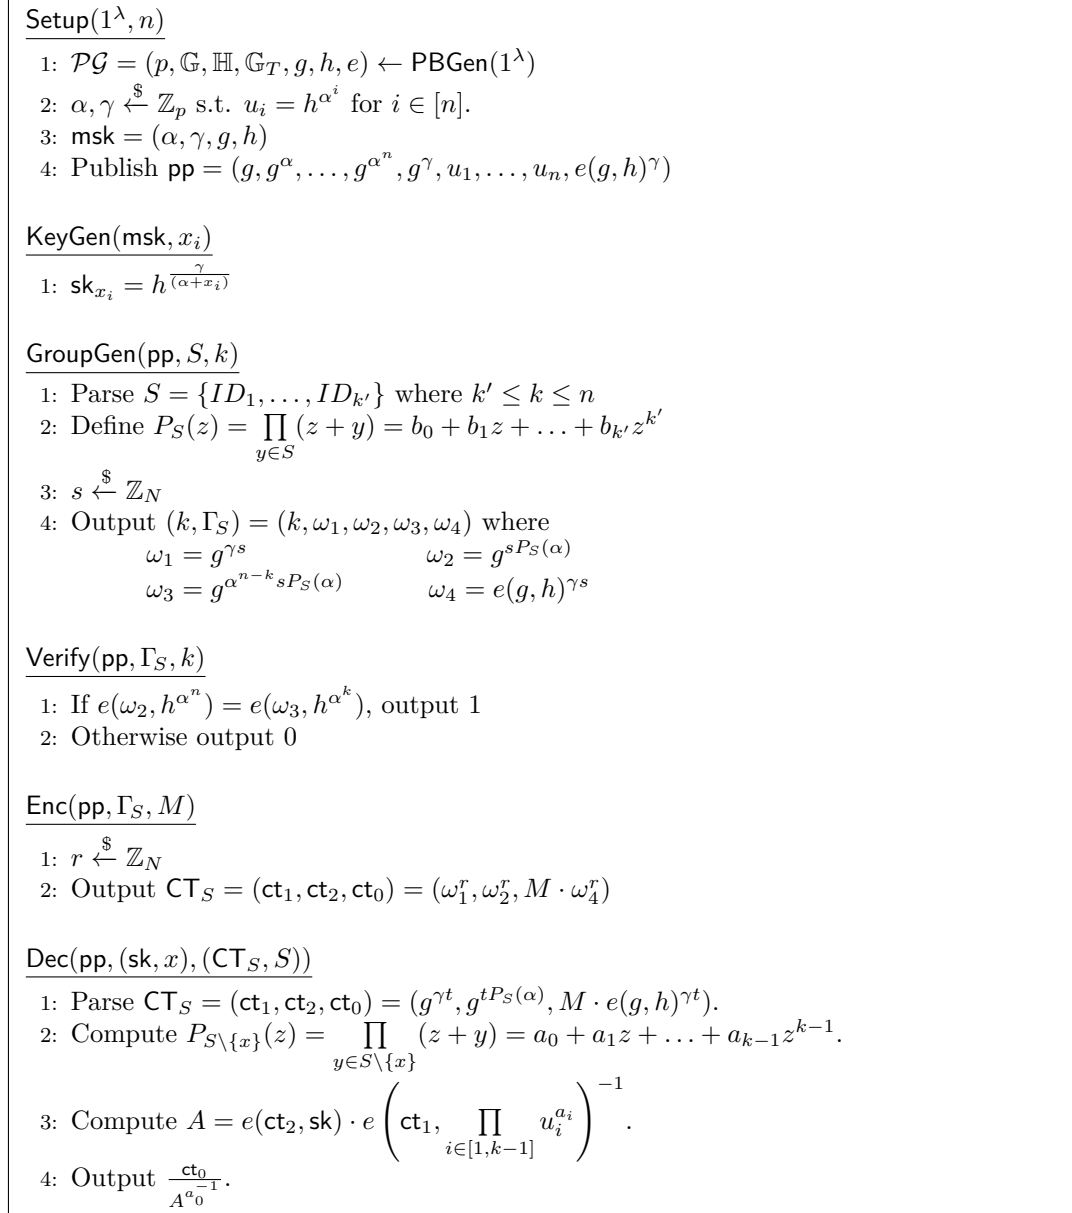 Setup(1^λ, n)
1: 𝒫𝒢 = (p, 𝔾, ℍ, 𝔾_T, g, h, e) ← PBGen(1^λ)
2: α, γ ←$ ℤ_p s.t. u_i = h^{α^i} for i ∈ [n].
3: msk = (α, γ, g, h)
4: Publish pp = (g, g^α, …, g^{α^n}, g^γ, u_1, …, u_n, e(g, h)^γ)
KeyGen(msk, x_i)
1: sk_{x_i} = h^{γ/(α+x_i)}
GroupGen(pp, S, k)
1: Parse S = {ID_1, …, ID_{k′}} where k′ ≤ k ≤ n
2: Define P_S(z) = ∏_{y∈S} (z + y) = b_0 + b_1z + … + b_{k′}z^{k′}
3: s ←$ ℤ_N
4: Output (k, Γ_S) = (k, ω_1, ω_2, ω_3, ω_4) where
ω_1 = g^{γs} ω_2 = g^{sP_S(α)}
ω_3 = g^{α^{n−k}sP_S(α)} ω_4 = e(g, h)^{γs}
Verify(pp, Γ_S, k)
1: If e(ω_2, h^{α^n}) = e(ω_3, h^{α^k}), output 1
2: Otherwise output 0
Enc(pp, Γ_S, M)
1: r ←$ ℤ_N
2: Output CT_S = (ct_1, ct_2, ct_0) = (ω_1^r, ω_2^r, M · ω_4^r)
Dec(pp, (sk, x), (CT_S, S))
1: Parse CT_S = (ct_1, ct_2, ct_0) = (g^{γt}, g^{tP_S(α)}, M · e(g, h)^{γt}).
2: Compute P_{S\{x}}(z) = ∏_{y∈S\{x}} (z + y) = a_0 + a_1z + … + a_{k−1}z^{k−1}.
3: Compute A = e(ct_2, sk) · e(ct_1, ∏_{i∈[1,k−1]} u_i^{a_i})^{−1}.
4: Output ct_0/A^{a_0^{−1}}.